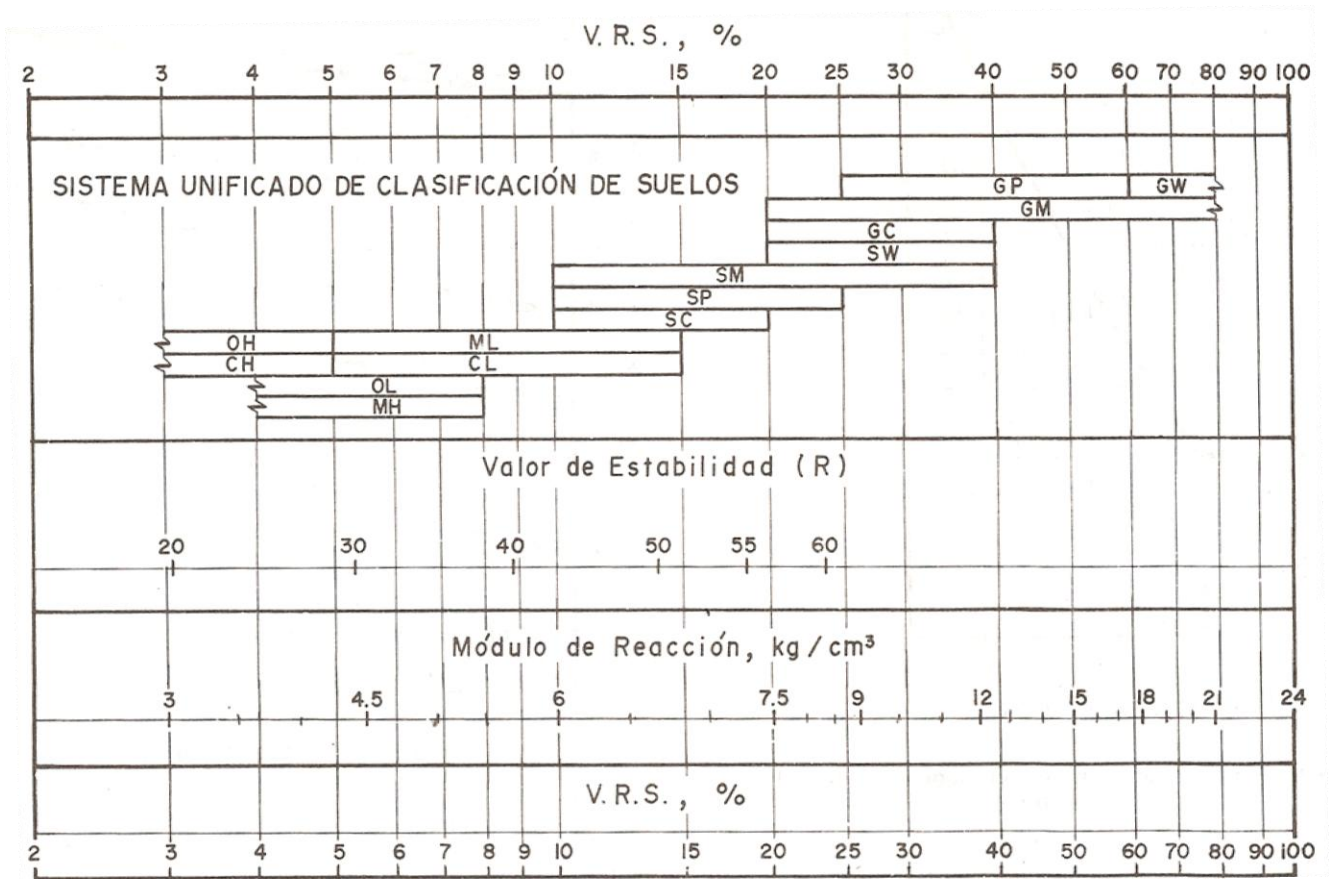 V.R.S., %
2 3 4 5 6 7 8 9 10 15 20 25 30 40 50 60 70 80 90 100
SISTEMA UNIFICADO DE CLASIFICACIÓN DE SUELOS
GP GW
GM
GC
SW
SM
SP
SC
OH ML
CH CL
OL
MH
Valor de Estabilidad (R)
20 30 40 50 55 60
Módulo de Reacción, kg/cm³
3 4.5 6 7.5 9 12 15 18 21 24
V.R.S., %
2 3 4 5 6 7 8 9 10 15 20 25 30 40 50 60 70 80 90 100